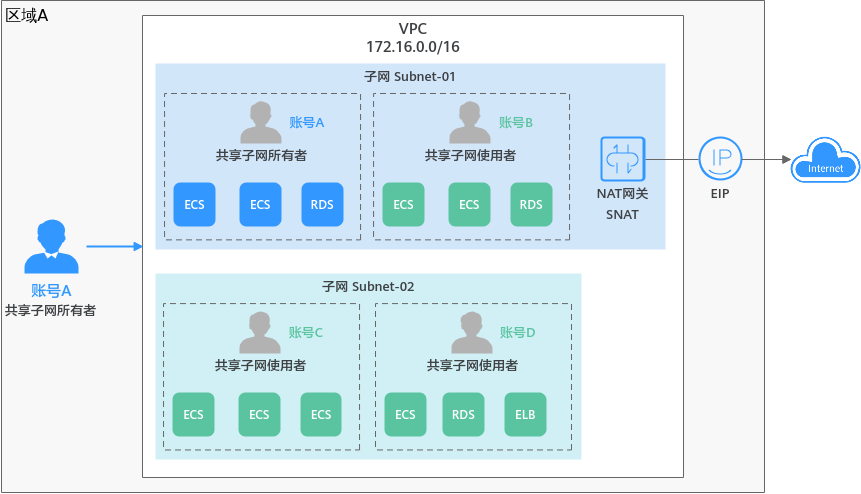 区域A
VPC
172.16.0.0/16
子网 Subnet-01
账号A
共享子网所有者
ECS
ECS
RDS
账号B
共享子网使用者
ECS
ECS
RDS
NAT网关
SNAT
IP
EIP
Internet
账号A
共享子网所有者
子网 Subnet-02
账号C
共享子网使用者
ECS
ECS
ECS
账号D
共享子网使用者
ECS
RDS
ELB